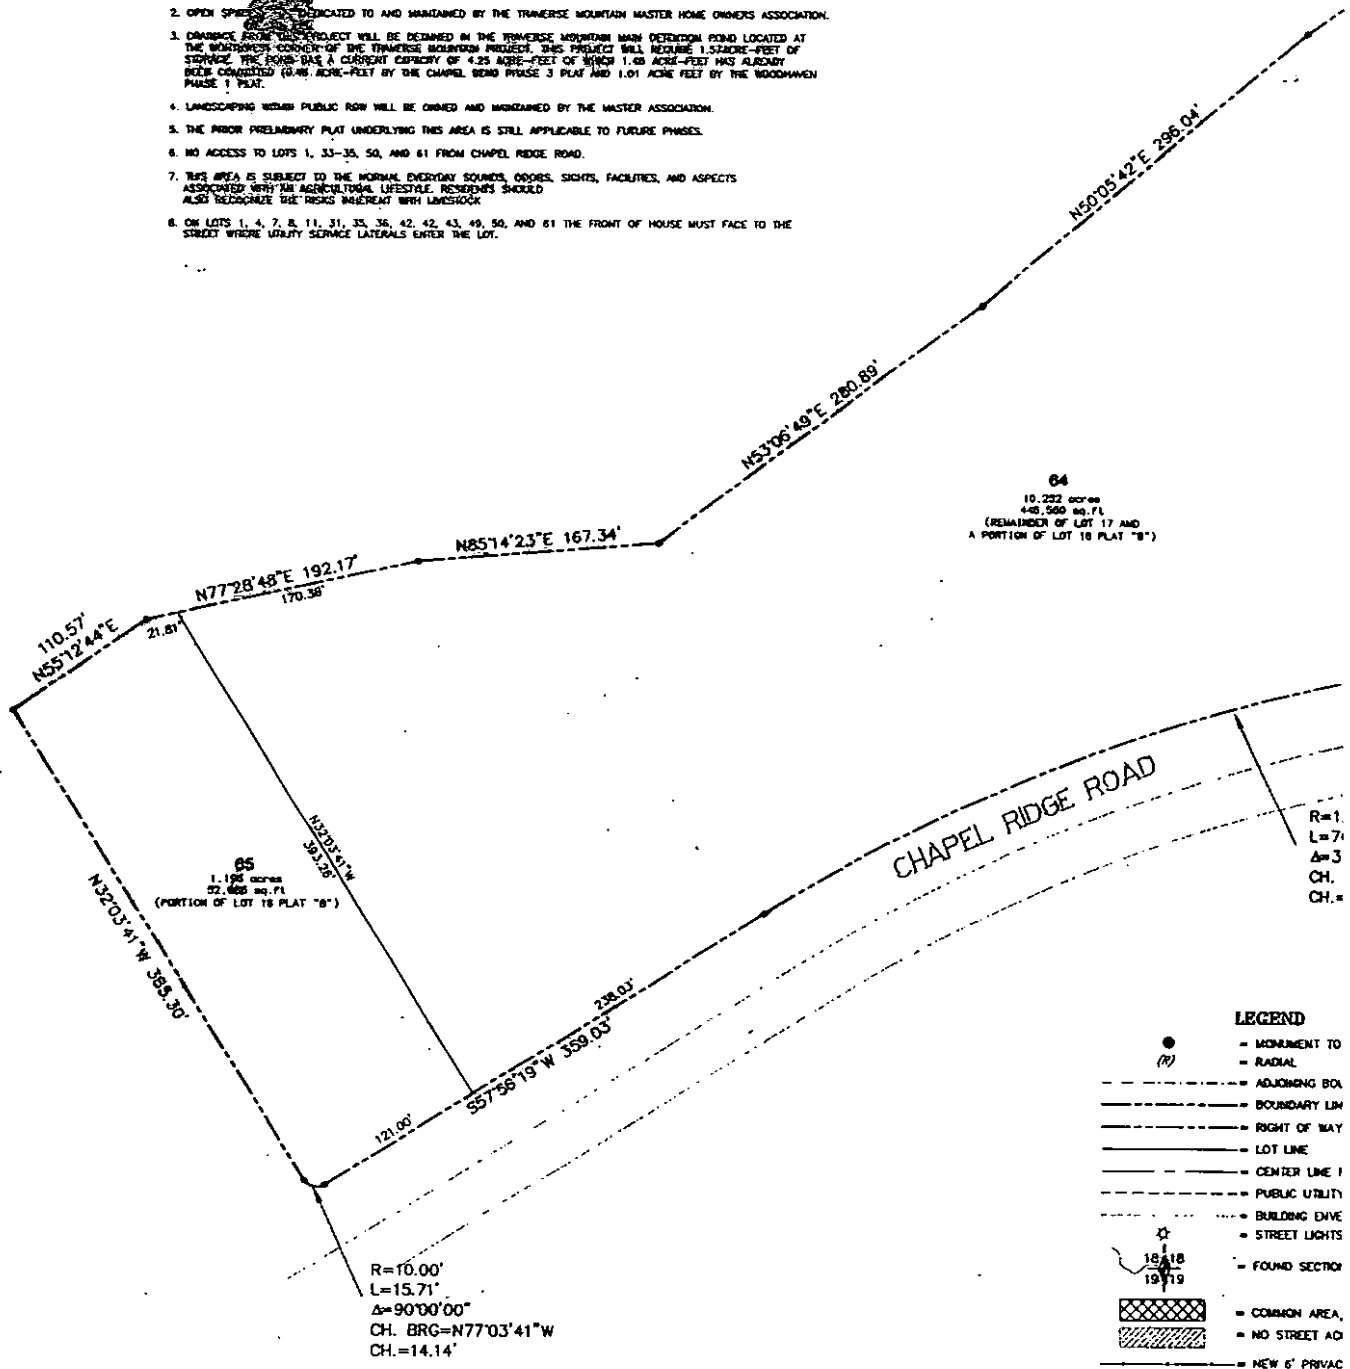 2. OPEN DEDICATED TO AND MAINTAINED BY THE TRAVERSE MOUNTAIN MASTER HOME OWNERS ASSOCIATION.
3. DRAINAGE FROM THIS PROJECT WILL BE DETAINED IN THE TRAVERSE MOUNTAIN MAIN DETENTION POND LOCATED AT
THE CORNER OF THE TRAVERSE MOUNTAIN PROJECT. THIS PROJECT WILL REQUIRE 1.57ACRE-FEET OF
STORAGE. THE POND HAS A CURRENT CAPACITY OF 4.25 ACRE-FEET OF WHICH ACRE-FEET HAS ALREADY
BEEN COMMITTED ACRE-FEET BY THE CHAPEL BEND PHASE 3 PLAT AND 1.01 ACRE FEET BY THE WOODHAVEN
PHASE 1 PLAT.
4. LANDSCAPING WITHIN PUBLIC ROW WILL BE OWNED AND MAINTAINED BY THE MASTER ASSOCIATION.
5. THE PRIOR PRELIMINARY PLAT UNDERLYING THIS AREA IS STILL APPLICABLE TO FUTURE PHASES.
6. NO ACCESS TO LOTS 1, 33-35, 50, AND 61 FROM CHAPEL RIDGE ROAD.
7. THIS AREA IS SUBJECT TO THE NORMAL EVERYDAY SOUNDS, ODORS, SIGHTS, FACILITIES, AND ASPECTS
ASSOCIATED WITH AN AGRICULTURAL LIFESTYLE. RESIDENTS SHOULD
ALSO RECOGNIZE THE RISKS INHERENT WITH LIVESTOCK
8. ON LOTS 1, 4, 7, 8, 11, 31, 35, 36, 42, 42, 43, 49, 50, AND 61 THE FRONT OF HOUSE MUST FACE TO THE
STREET WHERE UTILITY SERVICE LATERALS ENTER THE LOT.
N50°05'42"E 296.04'
N53°06'49"E 280.89'
64
10.252 acres
sq.ft.
(REMAINDER OF LOT 17 AND
A PORTION OF LOT 18 PLAT "B")
N85°14'23"E 167.34'
N77°28'48"E 192.17'
170.36'
21.81'
110.57'
N55°12'44"E
N32°03'41"W
393.26'
65
acres
sq.ft
(PORTION OF LOT 18 PLAT "B")
N32°03'41"W 385.30'
CHAPEL RIDGE ROAD
238.03'
S57°56'19"W 359.03'
121.00'
R=10.00'
L=15.71'
Δ=90°00'00"
CH. BRG=N77°03'41"W
CH.=14.14'
R=1
L=7
Δ=3
CH.
CH.=
LEGEND
= MONUMENT TO
(R) = RADIAL
= ADJOINING BOU
= BOUNDARY LIN
= RIGHT OF WAY
= LOT LINE
= CENTER LINE
= PUBLIC UTILITY
= BUILDING ENVE
= STREET LIGHTS
18 18
19 19
= FOUND SECTION
= COMMON AREA,
= NO STREET AC
= NEW 6' PRIVAC